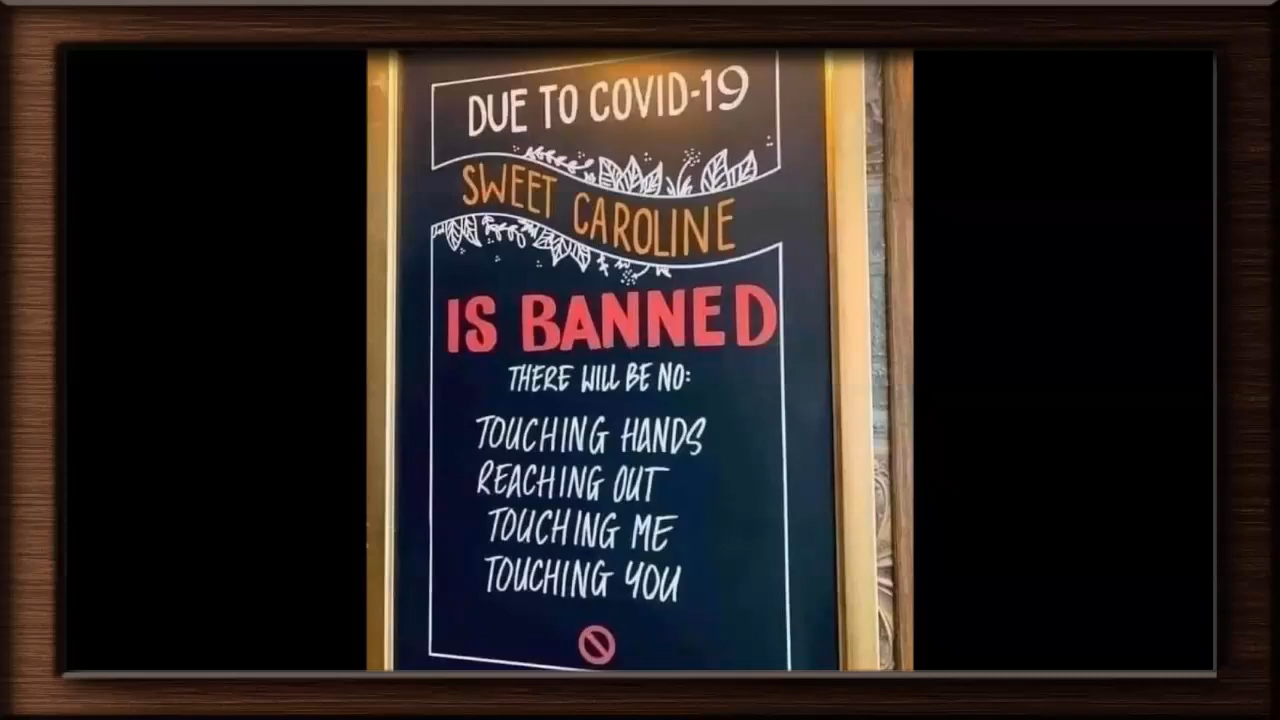 DUE TO COVID-19
SWEET CAROLINE
IS BANNED
THERE WILL BE NO:
TOUCHING HANDS
REACHING OUT
TOUCHING ME
TOUCHING YOU